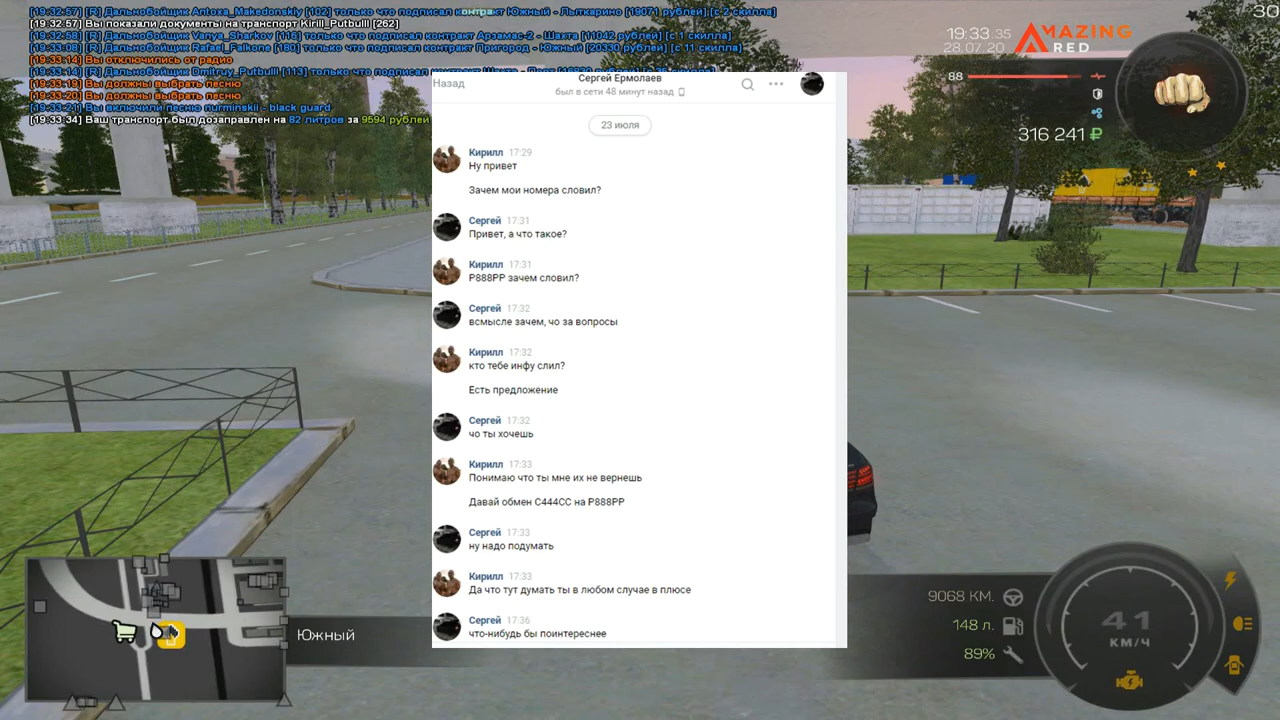 [19:32:57] [R] Дальнобойщик Antoxa_Makedonskiy [102] только что подписал контракт Южный - Лыткарино [19071 рублей] [с 2 скилла]
[19:32:57] Вы показали документы на транспорт Kirill_Putbulll [262]
[19:32:58] [R] Дальнобойщик Vanya_Sharkov [116] только что подписал контракт Арзамас-2 - Шахта [11042 рублей] [с 1 скилла]
[19:33:08] [R] Дальнобойщик Rafael_Falkone [180] только что подписал контракт Пригород - Южный [20330 рублей] [с 11 скилла]
[19:33:14] Вы отключились от радио
[19:33:14] [R] Дальнобойщик Dmitruy_Putbulll [113] только что подписал
[19:33:19] Вы должны выбрать песню
[19:33:20] Вы должны выбрать песню
[19:33:21] Вы включили песню nurminskii - black guard
[19:33:34] Ваш транспорт был дозаправлен на 82 литров за 9594 рублей
30
19:33:35
28.07.20
AMAZING
RED
88
316 241 ₽
Назад
Сергей Ермолаев
был в сети 48 минут назад
23 июля
Кирилл 17:29
Ну привет
Зачем мои номера словил?
Сергей 17:31
Привет, а что такое?
Кирилл 17:31
Р888РР зачем словил?
Сергей 17:32
всмысле зачем, чо за вопросы
Кирилл 17:32
кто тебе инфу слил?
Есть предложение
Сергей 17:32
чо ты хочешь
Кирилл 17:33
Понимаю что ты мне их не вернешь
Давай обмен С444СС на Р888РР
Сергей 17:33
ну надо подумать
Кирилл 17:33
Да что тут думать ты в любом случае в плюсе
Сергей 17:36
что-нибудь бы поинтереснее
Южный
9068 КМ.
148 л.
89%
41
КМ/Ч